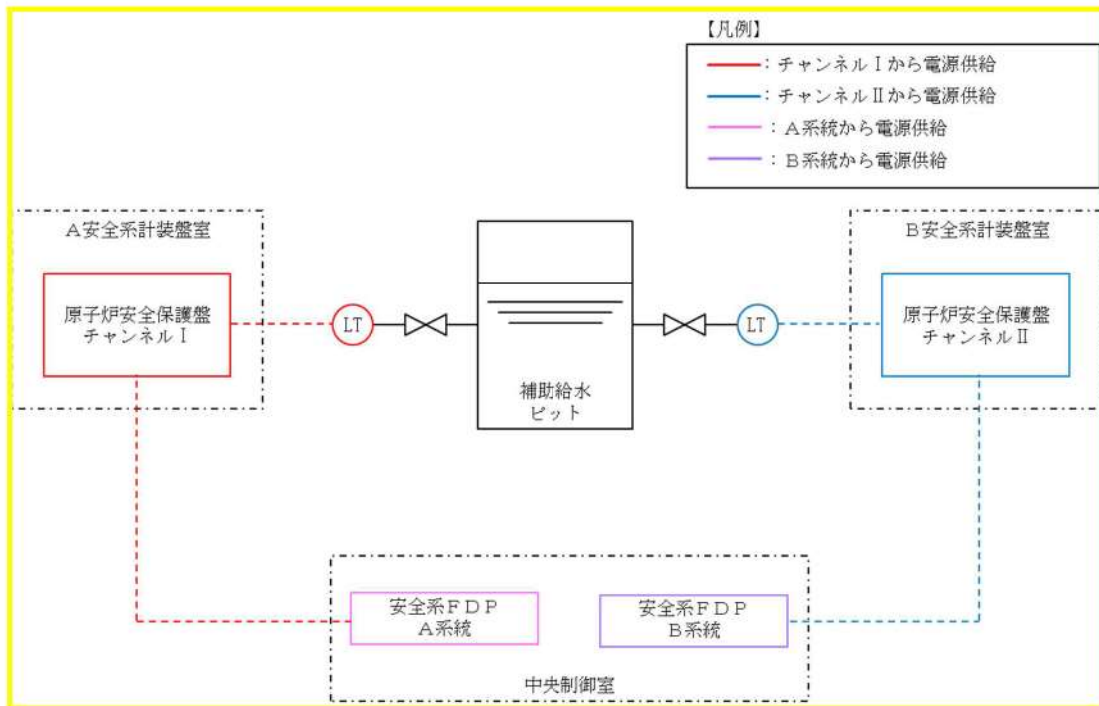 【凡例】
：チャンネルⅠから電源供給
：チャンネルⅡから電源供給
：A系統から電源供給
：B系統から電源供給
A安全系計装盤室
原子炉安全保護盤
チャンネルⅠ
LT
補助給水
ピット
LT
B安全系計装盤室
原子炉安全保護盤
チャンネルⅡ
安全系FDP
A系統
安全系FDP
B系統
中央制御室